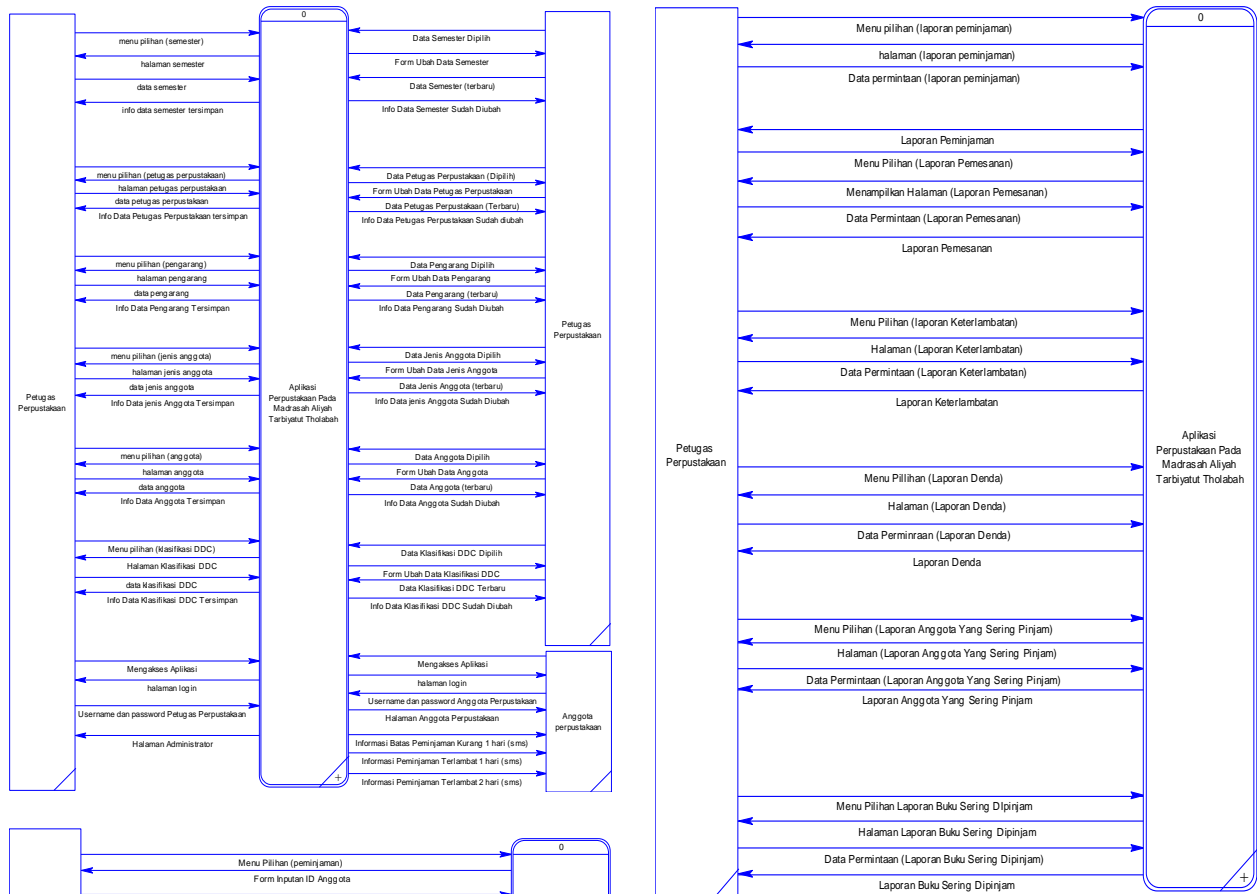 0
menu pilihan (semester)
halaman semester
data semester
info data semester tersimpan
menu pilihan (petugas perpustakaan)
halaman petugas perpustakaan
data petugas perpustakaan
Info Data Petugas Perpustakaan tersimpan
menu pilihan (pengarang)
halaman pengarang
data pengarang
Info Data Pengarang Tersimpan
menu pilihan (jenis anggota)
halaman jenis anggota
data jenis anggota
Info Data jenis Anggota Tersimpan
menu pilihan (anggota)
halaman anggota
data anggota
Info Data Anggota Tersimpan
Menu pilihan (klasifikasi DDC)
Halaman Klasifikasi DDC
data klasifikasi DDC
Info Data Klasifikasi DDC Tersimpan
Mengakses Aplikasi
halaman login
Username dan password Petugas Perpustakaan
Halaman Administrator
Petugas
Perpustakaan
Aplikasi
Perpustakaan Pada
Madrasah Aliyah
Tarbiyatut Tholabah
+
Data Semester Dipilih
Form Ubah Data Semester
Data Semester (terbaru)
Info Data Semester Sudah Diubah
Data Petugas Perpustakaan (Dipilih)
Form Ubah Data Petugas Perpustakaan
Data Petugas Perpustakaan (Terbaru)
Info Data Petugas Perpustakaan Sudah diubah
Data Pengarang Dipilih
Form Ubah Data Pengarang
Data Pengarang (terbaru)
Info Data Pengarang Sudah Diubah
Data Jenis Anggota Dipilih
Form Ubah Data Jenis Anggota
Data Jenis Anggota (terbaru)
Info Data jenis Anggota Sudah Diubah
Data Anggota Dipilih
Form Ubah Data Anggota
Data Anggota (terbaru)
Info Data Anggota Sudah Diubah
Data Klasifikasi DDC Dipilih
Form Ubah Data Klasifikasi DDC
Data Klasifikasi DDC Terbaru
Info Data Klasifikasi DDC Sudah Diubah
Mengakses Aplikasi
halaman login
Username dan password Anggota Perpustakaan
Halaman Anggota Perpustakaan
Informasi Batas Peminjaman Kurang 1 hari (sms)
Informasi Peminjaman Terlambat 1 hari (sms)
Informasi Peminjaman Terlambat 2 hari (sms)
Petugas
Perpustakaan
Anggota
perpustakaan
0
Menu Pilihan (peminjaman)
Form Inputan ID Anggota
0
Menu pilihan (laporan peminjaman)
halaman (laporan peminjaman)
Data permintaan (laporan peminjaman)
Laporan Peminjaman
Menu Pilihan (Laporan Pemesanan)
Menampilkan Halaman (Laporan Pemesanan)
Data Permintaan (Laporan Pemesanan)
Laporan Pemesanan
Menu Pilihan (laporan Keterlambatan)
Halaman (Laporan Keterlambatan)
Data Permintaan (Laporan Keterlambatan)
Laporan Keterlambatan
Menu Pillihan (Laporan Denda)
Halaman (Laporan Denda)
Data Perminraan (Laporan Denda)
Laporan Denda
Menu Pilihan (Laporan Anggota Yang Sering Pinjam)
Halaman (Laporan Anggota Yang Sering Pinjam)
Data Permintaan (Laporan Anggota Yang Sering Pinjam)
Laporan Anggota Yang Sering Pinjam
Menu Pilihan Laporan Buku Sering DIpinjam
Halaman Laporan Buku Sering Dipinjam
Data Permintaan (Laporan Buku Sering Dipinjam)
Laporan Buku Sering Dipinjam
Petugas
Perpustakaan
Aplikasi
Perpustakaan Pada
Madrasah Aliyah
Tarbiyatut Tholabah
+